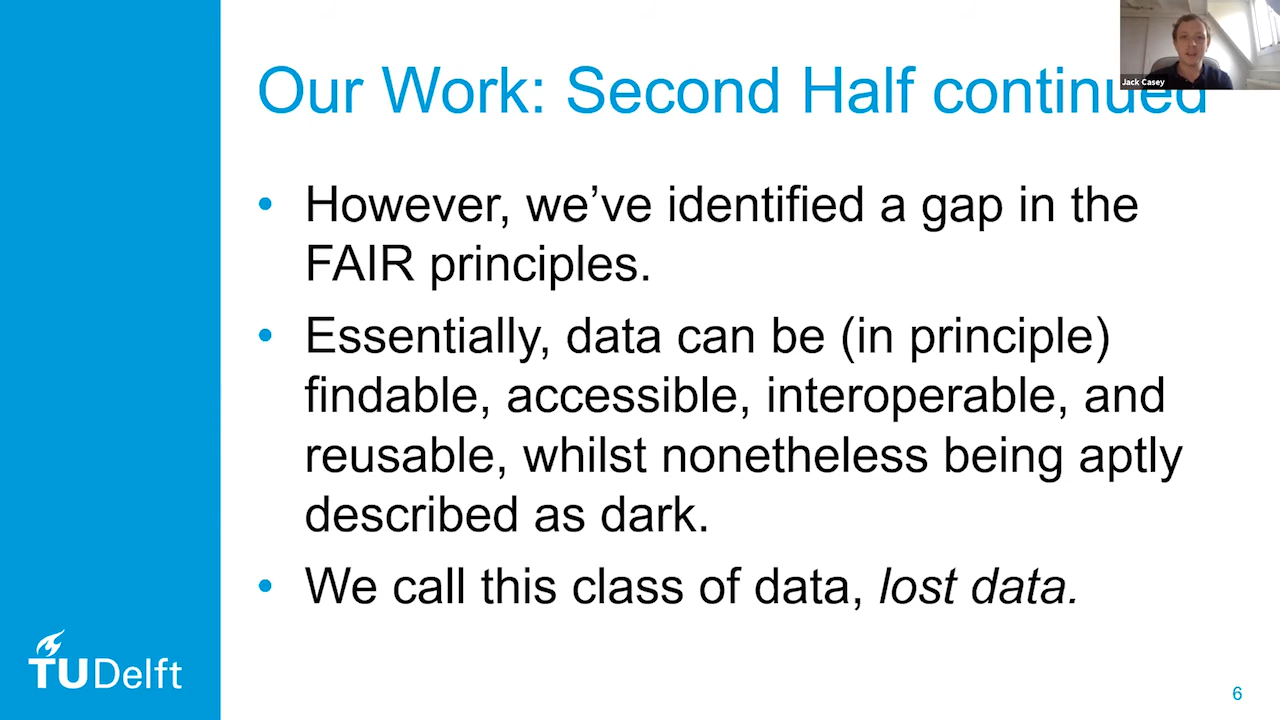 Jack Casey
Our Work: Second Half continued
• However, we’ve identified a gap in the
FAIR principles.
• Essentially, data can be (in principle)
findable, accessible, interoperable, and
reusable, whilst nonetheless being aptly
described as dark.
• We call this class of data, lost data.
TUDelft
6